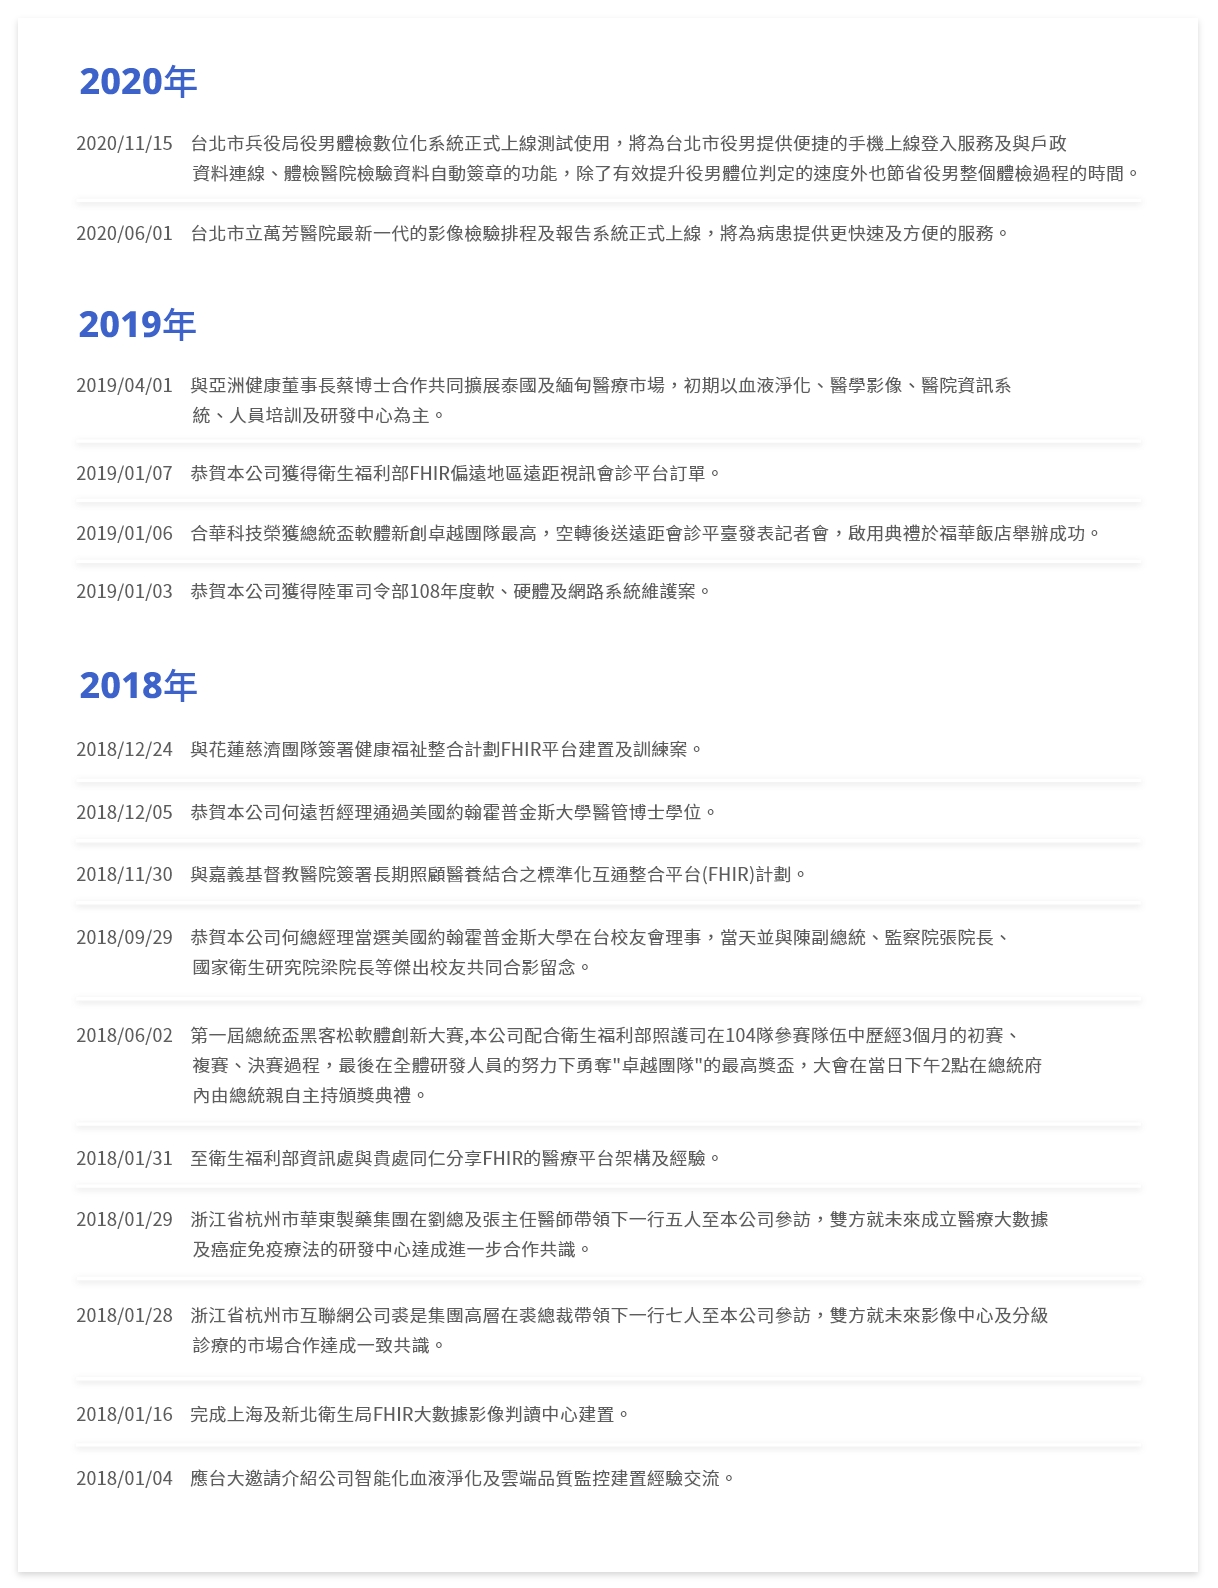 2020年
2020/11/15 台北市兵役局役男體檢數位化系統正式上線測試使用，將為台北市役男提供便捷的手機上線登入服務及與戶政
資料連線、體檢醫院檢驗資料自動簽章的功能，除了有效提升役男體位判定的速度外也節省役男整個體檢過程的時間。
2020/06/01 台北市立萬芳醫院最新一代的影像檢驗排程及報告系統正式上線，將為病患提供更快速及方便的服務。
2019年
2019/04/01 與亞洲健康董事長蔡博士合作共同擴展泰國及緬甸醫療市場，初期以血液淨化、醫學影像、醫院資訊系
統、人員培訓及研發中心為主。
2019/01/07 恭賀本公司獲得衛生福利部FHIR偏遠地區遠距視訊會診平台訂單。
2019/01/06 合華科技榮獲總統盃軟體新創卓越團隊最高，空轉後送遠距會診平臺發表記者會，啟用典禮於福華飯店舉辦成功。
2019/01/03 恭賀本公司獲得陸軍司令部108年度軟、硬體及網路系統維護案。
2018年
2018/12/24 與花蓮慈濟團隊簽署健康福祉整合計劃FHIR平台建置及訓練案。
2018/12/05 恭賀本公司何遠哲經理通過美國約翰霍普金斯大學醫管博士學位。
2018/11/30 與嘉義基督教醫院簽署長期照顧醫養結合之標準化互通整合平台(FHIR)計劃。
2018/09/29 恭賀本公司何總經理當選美國約翰霍普金斯大學在台校友會理事，當天並與陳副總統、監察院張院長、
國家衛生研究院梁院長等傑出校友共同合影留念。
2018/06/02 第一屆總統盃黑客松軟體創新大賽,本公司配合衛生福利部照護司在104隊參賽隊伍中歷經3個月的初賽、
複賽、決賽過程，最後在全體研發人員的努力下勇奪"卓越團隊"的最高獎盃，大會在當日下午2點在總統府
內由總統親自主持頒獎典禮。
2018/01/31 至衛生福利部資訊處與貴處同仁分享FHIR的醫療平台架構及經驗。
2018/01/29 浙江省杭州市華東製藥集團在劉總及張主任醫師帶領下一行五人至本公司參訪，雙方就未來成立醫療大數據
及癌症免疫療法的研發中心達成進一步合作共識。
2018/01/28 浙江省杭州市互聯網公司裘是集團高層在裘總裁帶領下一行七人至本公司參訪，雙方就未來影像中心及分級
診療的市場合作達成一致共識。
2018/01/16 完成上海及新北衛生局FHIR大數據影像判讀中心建置。
2018/01/04 應台大邀請介紹公司智能化血液淨化及雲端品質監控建置經驗交流。